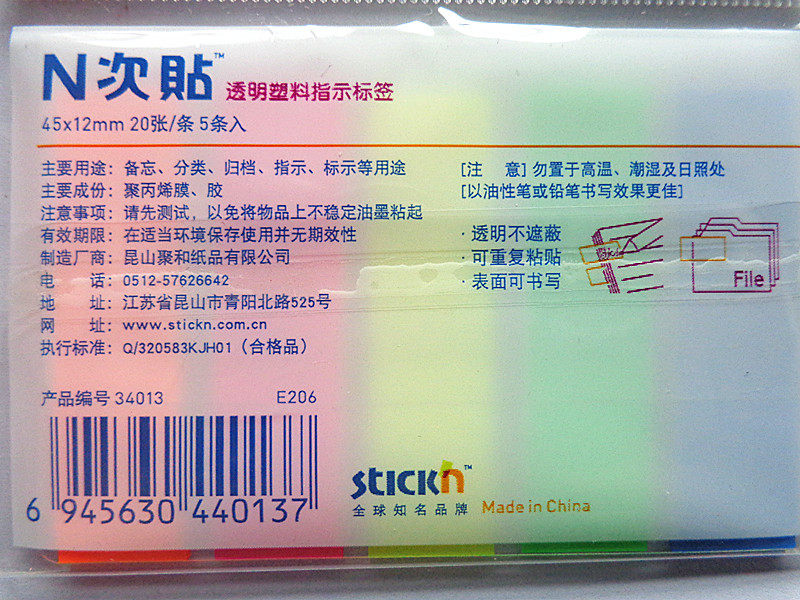 N次貼™ 透明塑料指示标签
45x12mm 20张/条 5条入
主要用途：备忘、分类、归档、指示、标示等用途
主要成份：聚丙烯膜、胶
注意事项：请先测试，以免将物品上不稳定油墨粘起
有效期限：在适当环境保存使用并无期效性
制造厂商：昆山聚和纸品有限公司
电 话：0512-57626642
地 址：江苏省昆山市青阳北路525号
网 址：www.stickn.com.cn
执行标准：Q/320583KJH01（合格品）
[注 意] 勿置于高温、潮湿及日照处
[以油性笔或铅笔书写效果更佳]
·透明不遮蔽
·可重复粘贴
·表面可书写
File
产品编号 34013 E206
6 945630 440137
stickn™
全球知名品牌 Made in China